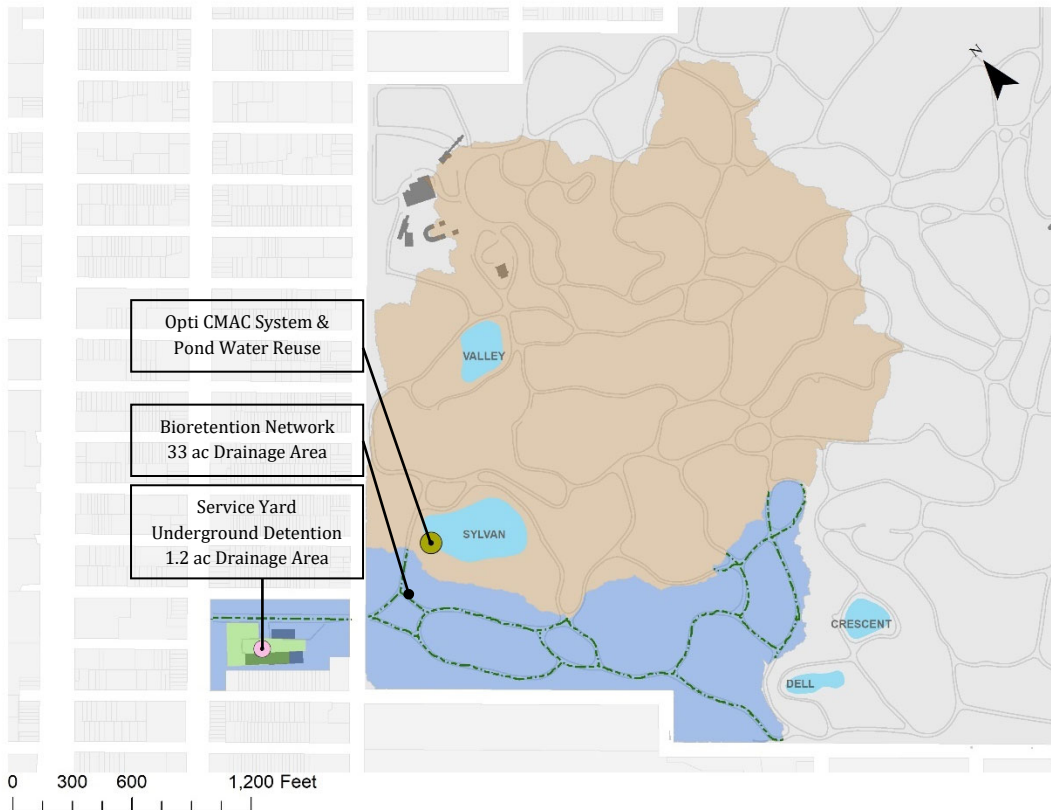 N
Opti CMAC System &
Pond Water Reuse
VALLEY
Bioretention Network
33 ac Drainage Area
Service Yard
Underground Detention
1.2 ac Drainage Area
SYLVAN
CRESCENT
DELL
0 300 600 1,200 Feet